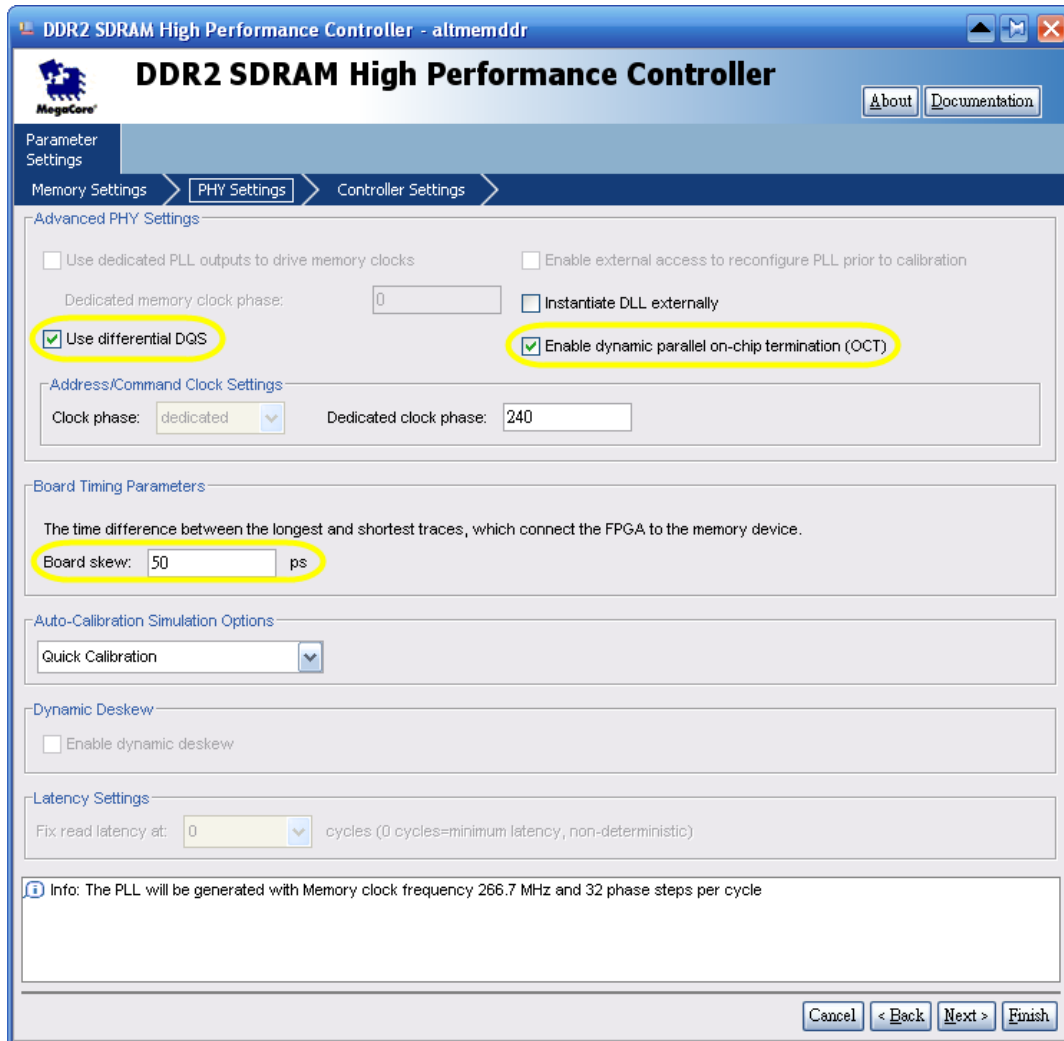 DDR2 SDRAM High Performance Controller - altmemddr
DDR2 SDRAM High Performance Controller
MegaCore®
About Documentation
Parameter
Settings
Memory Settings PHY Settings Controller Settings
Advanced PHY Settings
Use dedicated PLL outputs to drive memory clocks Enable external access to reconfigure PLL prior to calibration
Dedicated memory clock phase: 0 Instantiate DLL externally
Use differential DQS Enable dynamic parallel on-chip termination (OCT)
Address/Command Clock Settings
Clock phase: dedicated Dedicated clock phase: 240
Board Timing Parameters
The time difference between the longest and shortest traces, which connect the FPGA to the memory device.
Board skew: 50 ps
Auto-Calibration Simulation Options
Quick Calibration
Dynamic Deskew
Enable dynamic deskew
Latency Settings
Fix read latency at: 0 cycles (0 cycles=minimum latency, non-deterministic)
Info: The PLL will be generated with Memory clock frequency 266.7 MHz and 32 phase steps per cycle
Cancel < Back Next > Finish